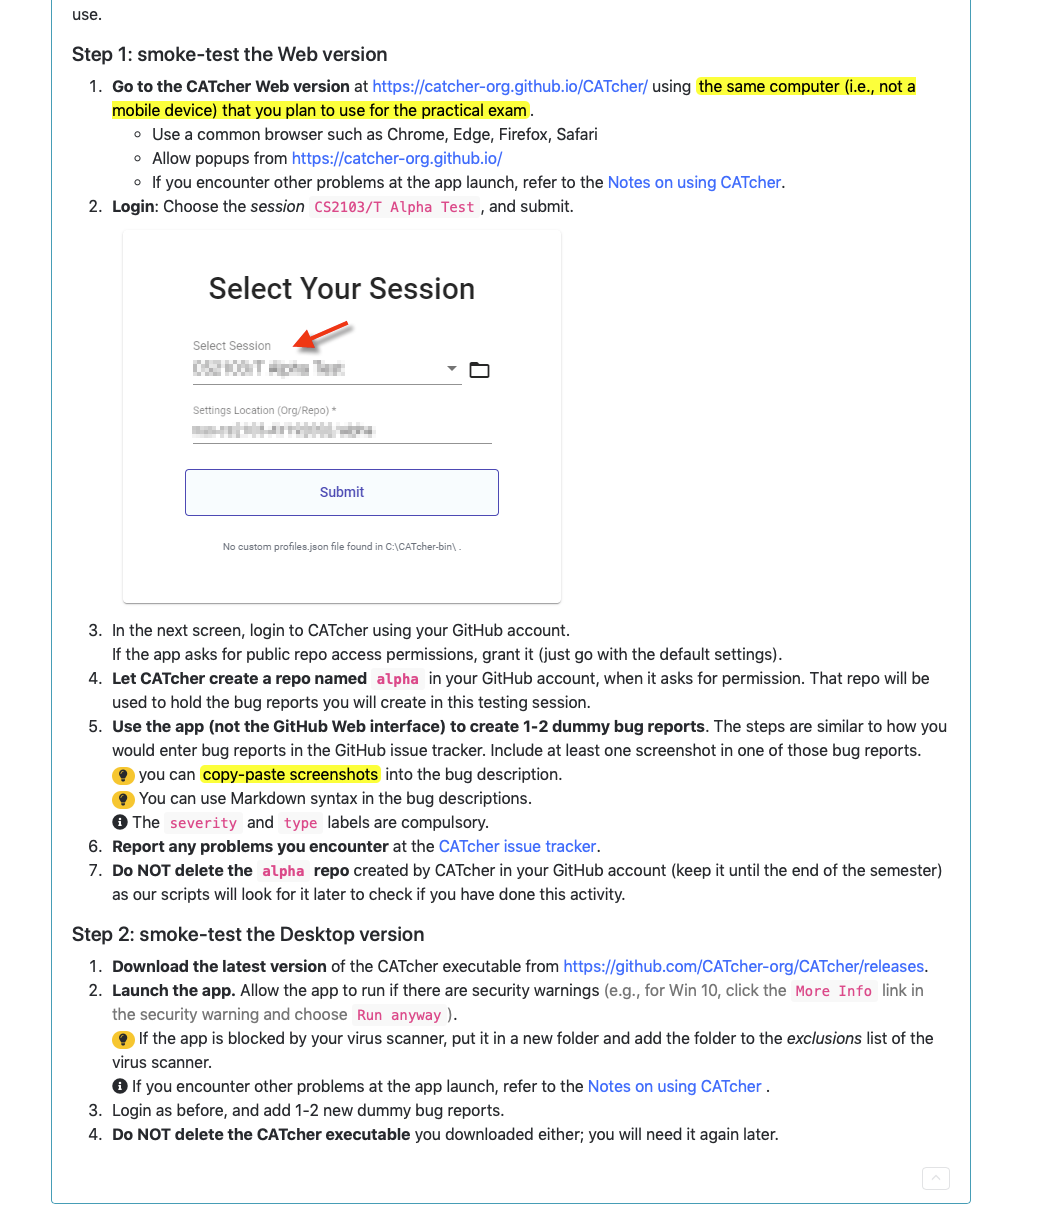 use.
Step 1: smoke-test the Web version
1. Go to the CATcher Web version at https://catcher-org.github.io/CATcher/ using the same computer (i.e., not a
mobile device) that you plan to use for the practical exam.
Use a common browser such as Chrome, Edge, Firefox, Safari
Allow popups from https://catcher-org.github.io/
If you encounter other problems at the app launch, refer to the Notes on using CATcher.
2. Login: Choose the session CS2103/T Alpha Test , and submit.
Select Your Session
Select Session
CS2103/T Alpha Test
Settings Location (Org/Repo) *
Submit
No custom profiles.json file found in C:\CATcher-bin\ .
3. In the next screen, login to CATcher using your GitHub account.
If the app asks for public repo access permissions, grant it (just go with the default settings).
4. Let CATcher create a repo named alpha in your GitHub account, when it asks for permission. That repo will be
used to hold the bug reports you will create in this testing session.
5. Use the app (not the GitHub Web interface) to create 1-2 dummy bug reports. The steps are similar to how you
would enter bug reports in the GitHub issue tracker. Include at least one screenshot in one of those bug reports.
you can copy-paste screenshots into the bug description.
You can use Markdown syntax in the bug descriptions.
The severity and type labels are compulsory.
6. Report any problems you encounter at the CATcher issue tracker.
7. Do NOT delete the alpha repo created by CATcher in your GitHub account (keep it until the end of the semester)
as our scripts will look for it later to check if you have done this activity.
Step 2: smoke-test the Desktop version
1. Download the latest version of the CATcher executable from https://github.com/CATcher-org/CATcher/releases.
2. Launch the app. Allow the app to run if there are security warnings (e.g., for Win 10, click the More Info link in
the security warning and choose Run anyway ).
If the app is blocked by your virus scanner, put it in a new folder and add the folder to the exclusions list of the
virus scanner.
If you encounter other problems at the app launch, refer to the Notes on using CATcher .
3. Login as before, and add 1-2 new dummy bug reports.
4. Do NOT delete the CATcher executable you downloaded either; you will need it again later.